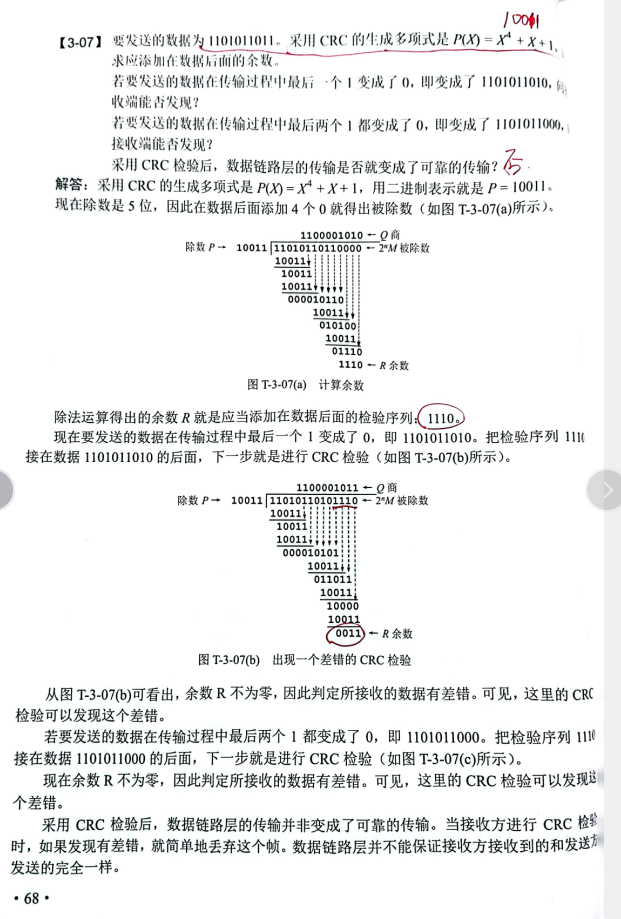 10011
【3-07】 要发送的数据为 1101011011。采用 CRC 的生成多项式是 P(X) = X⁴ + X + 1,
求应添加在数据后面的余数。
若要发送的数据在传输过程中最后一个 1 变成了 0，即变成了 1101011010，
收端能否发现？
若要发送的数据在传输过程中最后两个 1 都变成了 0，即变成了 1101011000，
接收端能否发现？
采用 CRC 检验后，数据链路层的传输是否就变成了可靠的传输？ 否
解答：采用 CRC 的生成多项式是 P(X) = X⁴ + X + 1，用二进制表示就是 P = 10011。
现在除数是 5 位，因此在数据后面添加 4 个 0 就得出被除数（如图 T-3-07(a)所示）。
1100001010 ← Q 商
除数 P → 10011 11010110110000 ← 2ⁿM 被除数
10011
10011
10011
000010110
10011
010100
10011
01110
1110 ← R 余数
图 T-3-07(a) 计算余数
除法运算得出的余数 R 就是应当添加在数据后面的检验序列：1110。
现在要发送的数据在传输过程中最后一个 1 变成了 0，即 1101011010。把检验序列 1110
接在数据 1101011010 的后面，下一步就是进行 CRC 检验（如图 T-3-07(b)所示）。
1100001011 ← Q 商
除数 P → 10011 11010110101110 ← 2ⁿM 被除数
10011
10011
10011
000010101
10011
011011
10011
10000
10011
0011 ← R 余数
图 T-3-07(b) 出现一个差错的 CRC 检验
从图 T-3-07(b)可看出，余数 R 不为零，因此判定所接收的数据有差错。可见，这里的 CRC
检验可以发现这个差错。
若要发送的数据在传输过程中最后两个 1 都变成了 0，即 1101011000。把检验序列 1110
接在数据 1101011000 的后面，下一步就是进行 CRC 检验（如图 T-3-07(c)所示）。
现在余数 R 不为零，因此判定所接收的数据有差错。可见，这里的 CRC 检验可以发现这
个差错。
采用 CRC 检验后，数据链路层的传输并非变成了可靠的传输。当接收方进行 CRC 检验
时，如果发现有差错，就简单地丢弃这个帧。数据链路层并不能保证接收方接收到的和发送方
发送的完全一样。
· 68 ·